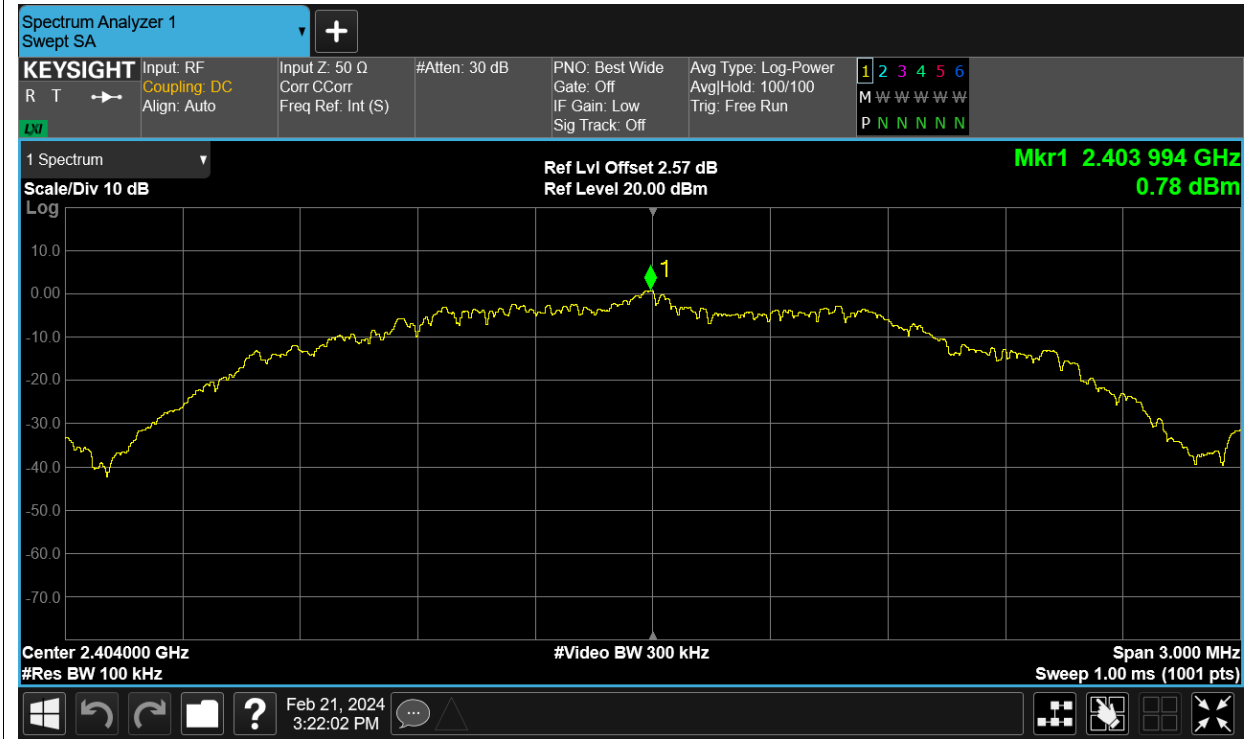 Spectrum Analyzer 1
Swept SA
KEYSIGHT
R T
LXI
Input: RF
Coupling: DC
Align: Auto
Input Z: 50 Ω
Corr CCorr
Freq Ref: Int (S)
#Atten: 30 dB
PNO: Best Wide
Gate: Off
IF Gain: Low
Sig Track: Off
Avg Type: Log-Power
Avg|Hold: 100/100
Trig: Free Run
1 2 3 4 5 6
M W W W W W
P N N N N N
1 Spectrum
Scale/Div 10 dB
Ref Lvl Offset 2.57 dB
Ref Level 20.00 dBm
Mkr1 2.403 994 GHz
0.78 dBm
Log
10.0
0.00
-10.0
-20.0
-30.0
-40.0
-50.0
-60.0
-70.0
1
Center 2.404000 GHz
#Res BW 100 kHz
#Video BW 300 kHz
Span 3.000 MHz
Sweep 1.00 ms (1001 pts)
?
Feb 21, 2024
3:22:02 PM